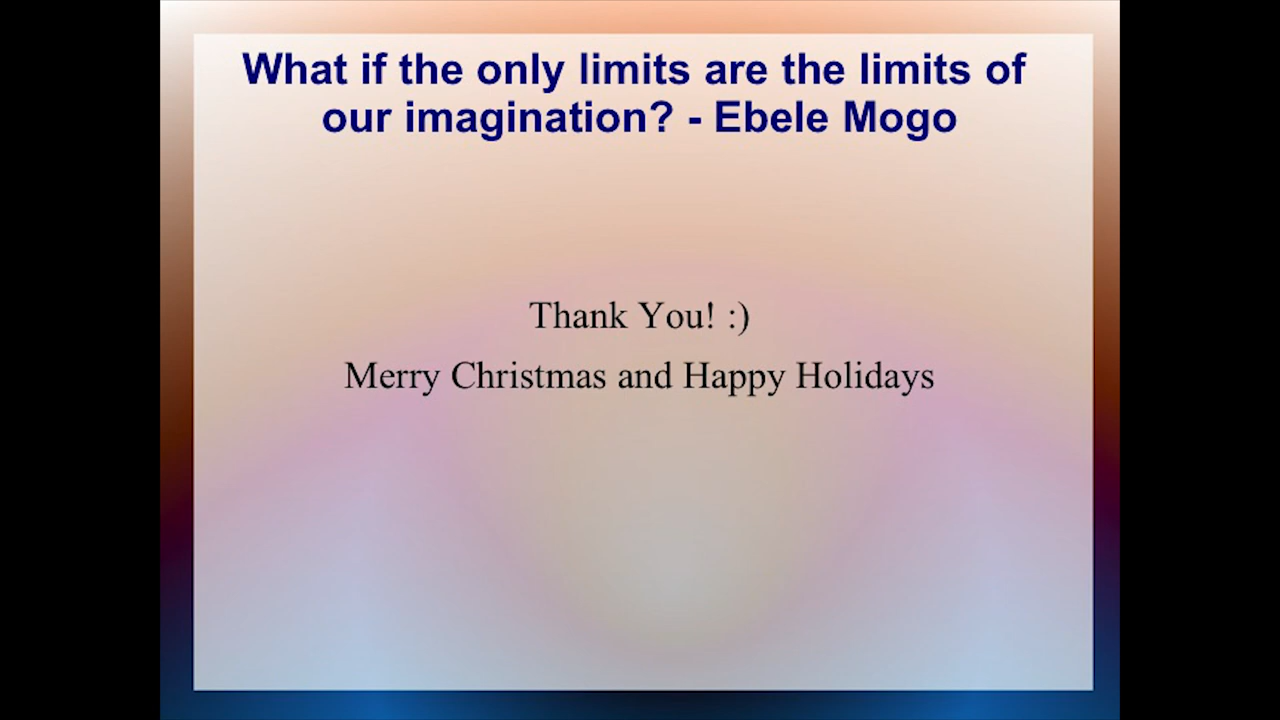 What if the only limits are the limits of
our imagination? - Ebele Mogo
Thank You! :)
Merry Christmas and Happy Holidays